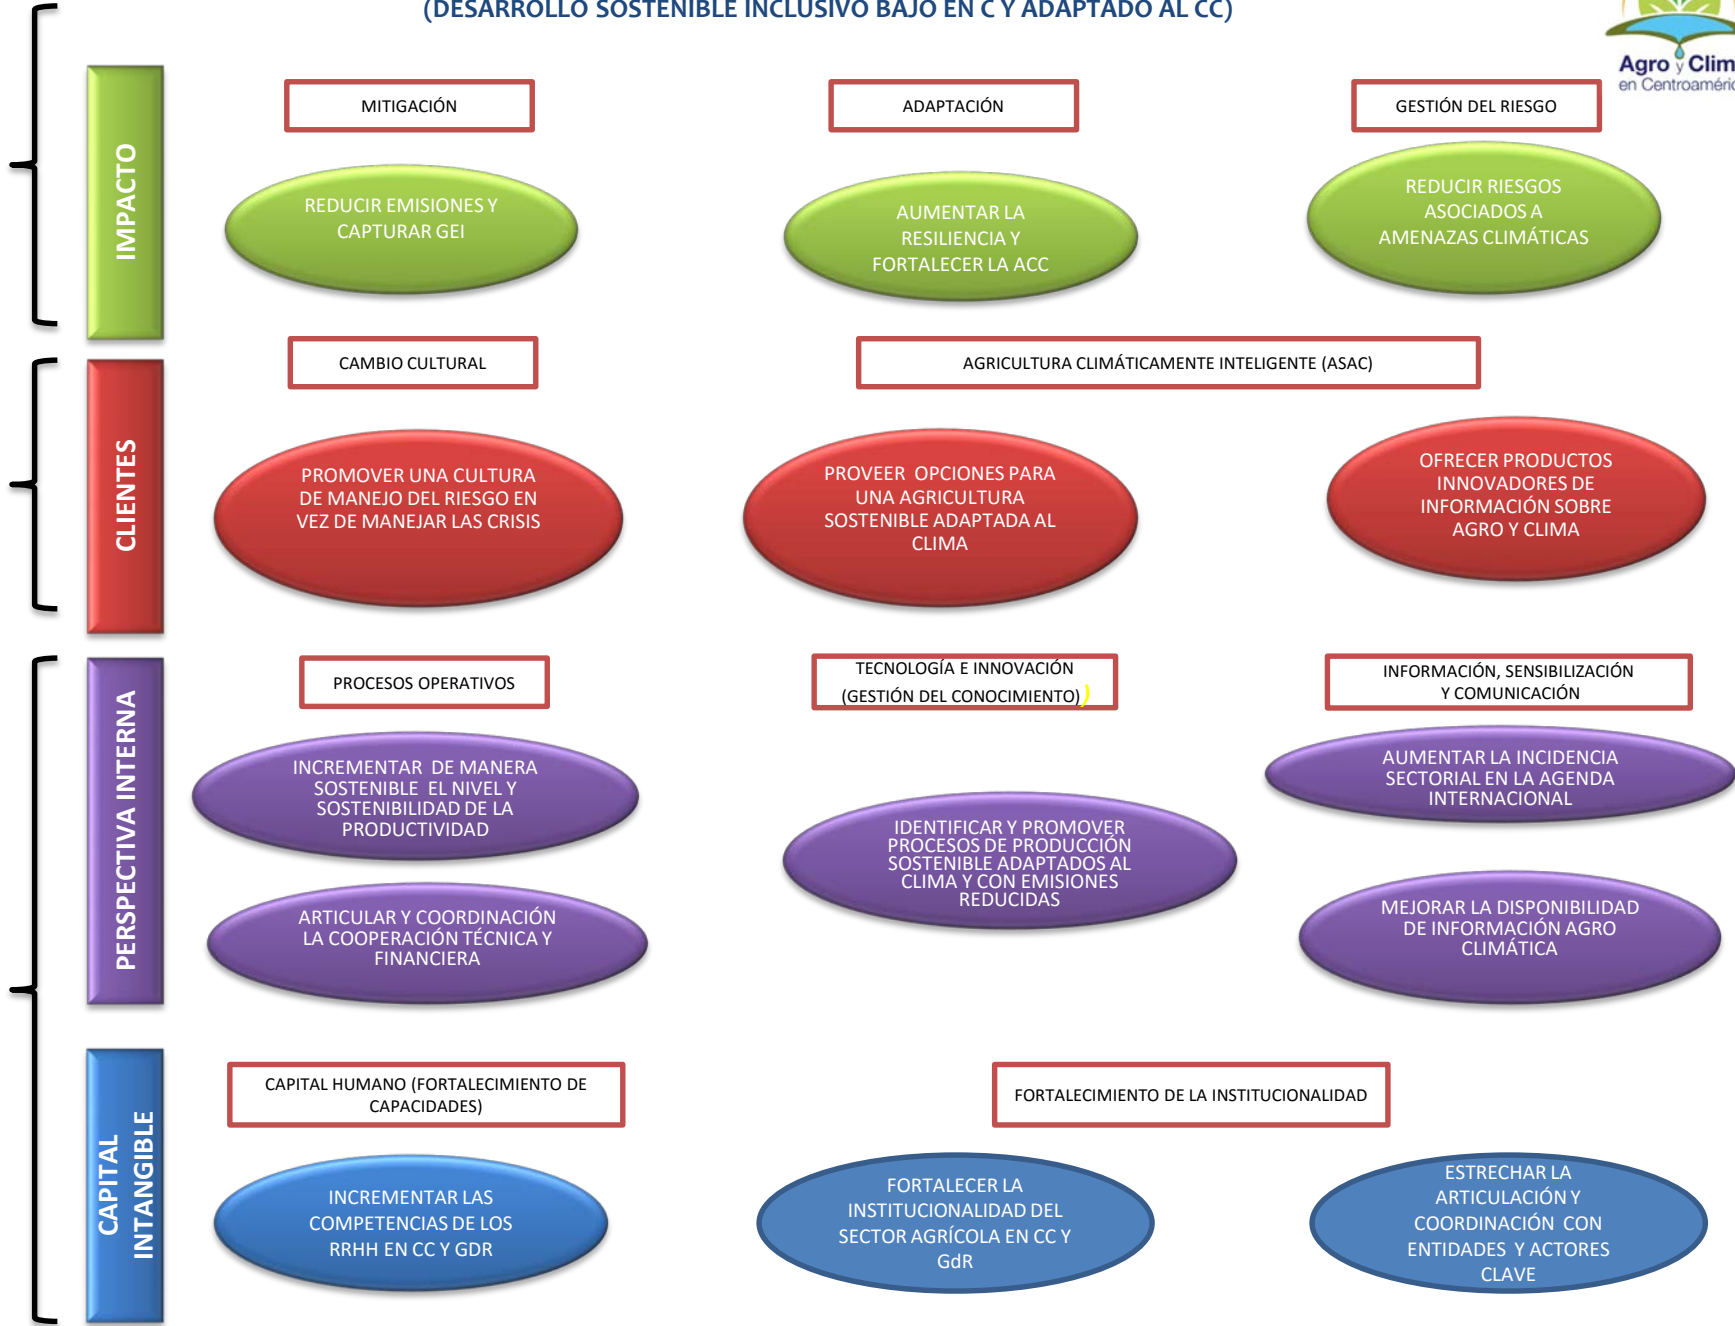 (DESARROLLO SOSTENIBLE INCLUSIVO BAJO EN C Y ADAPTADO AL CC)
Agro y Clim
en Centroaméric
IMPACTO
MITIGACIÓN
ADAPTACIÓN
GESTIÓN DEL RIESGO
REDUCIR EMISIONES Y
CAPTURAR GEI
AUMENTAR LA
RESILIENCIA Y
FORTALECER LA ACC
REDUCIR RIESGOS
ASOCIADOS A
AMENAZAS CLIMÁTICAS
CLIENTES
CAMBIO CULTURAL
AGRICULTURA CLIMÁTICAMENTE INTELIGENTE (ASAC)
PROMOVER UNA CULTURA
DE MANEJO DEL RIESGO EN
VEZ DE MANEJAR LAS CRISIS
PROVEER OPCIONES PARA
UNA AGRICULTURA
SOSTENIBLE ADAPTADA AL
CLIMA
OFRECER PRODUCTOS
INNOVADORES DE
INFORMACIÓN SOBRE
AGRO Y CLIMA
PERSPECTIVA INTERNA
PROCESOS OPERATIVOS
TECNOLOGÍA E INNOVACIÓN
(GESTIÓN DEL CONOCIMIENTO))
INFORMACIÓN, SENSIBILIZACIÓN
Y COMUNICACIÓN
INCREMENTAR DE MANERA
SOSTENIBLE EL NIVEL Y
SOSTENIBILIDAD DE LA
PRODUCTIVIDAD
ARTICULAR Y COORDINACIÓN
LA COOPERACIÓN TÉCNICA Y
FINANCIERA
IDENTIFICAR Y PROMOVER
PROCESOS DE PRODUCCIÓN
SOSTENIBLE ADAPTADOS AL
CLIMA Y CON EMISIONES
REDUCIDAS
AUMENTAR LA INCIDENCIA
SECTORIAL EN LA AGENDA
INTERNACIONAL
MEJORAR LA DISPONIBILIDAD
DE INFORMACIÓN AGRO
CLIMÁTICA
CAPITAL
INTANGIBLE
CAPITAL HUMANO (FORTALECIMIENTO DE
CAPACIDADES)
FORTALECIMIENTO DE LA INSTITUCIONALIDAD
INCREMENTAR LAS
COMPETENCIAS DE LOS
RRHH EN CC Y GDR
FORTALECER LA
INSTITUCIONALIDAD DEL
SECTOR AGRÍCOLA EN CC Y
GdR
ESTRECHAR LA
ARTICULACIÓN Y
COORDINACIÓN CON
ENTIDADES Y ACTORES
CLAVE